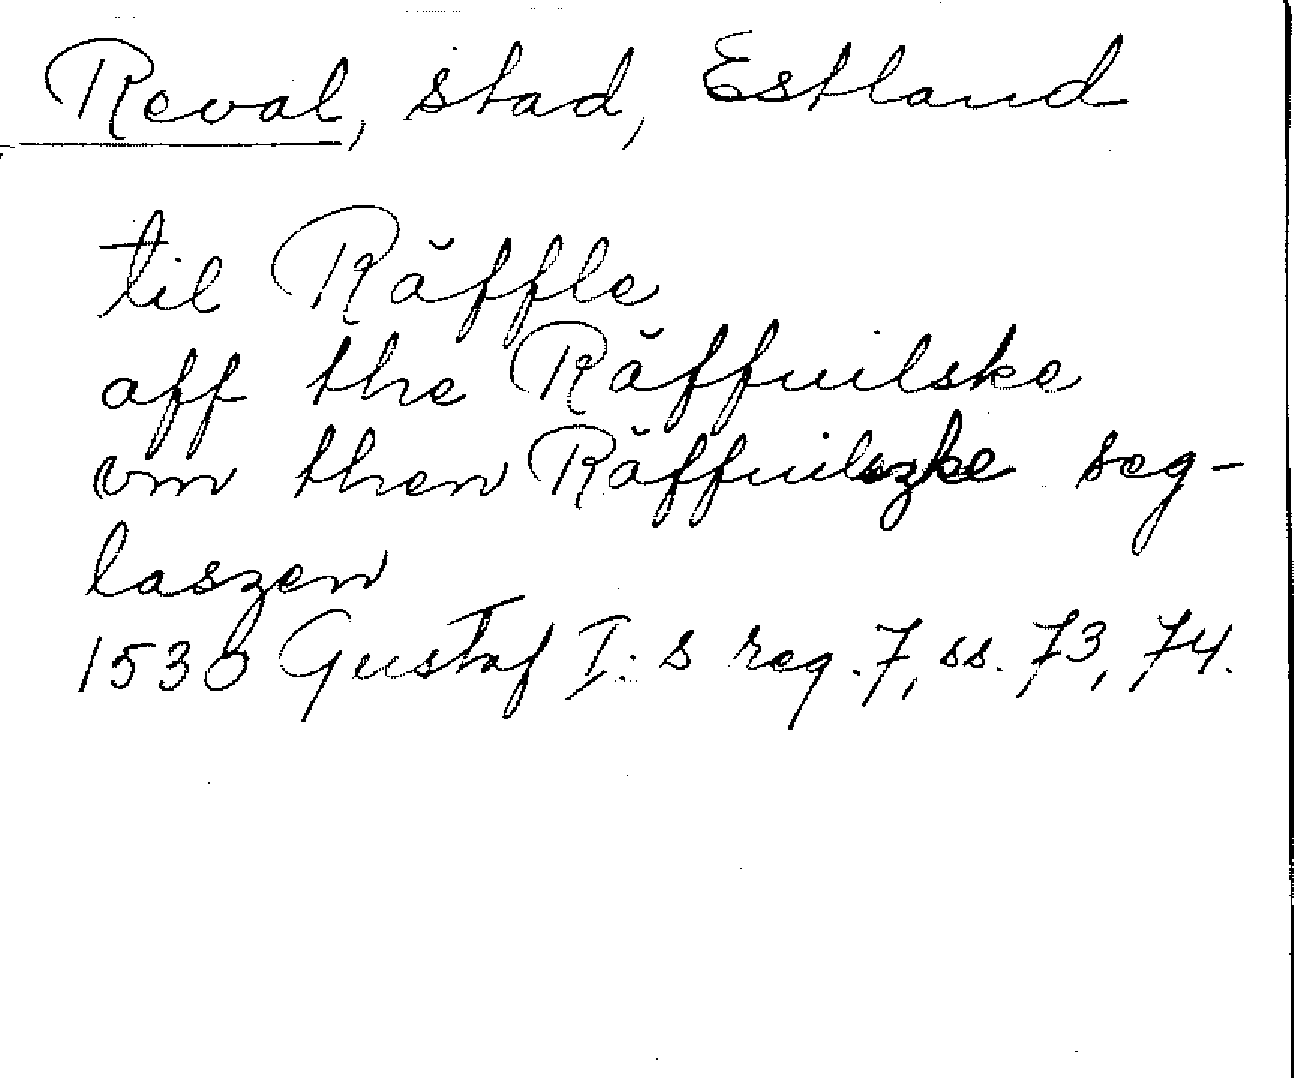 Reval, stad, Estland
til Räffle
aff the Räffuilske
om then Räffuilszke seg-
laszen
1530 Gustaf I:s reg. 7, ss. 73, 74.